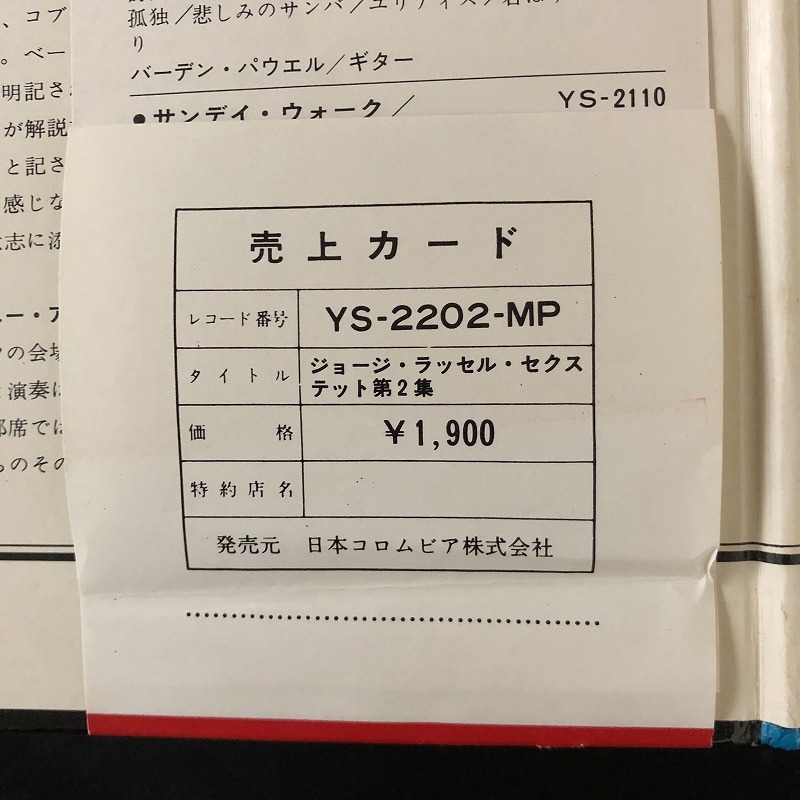 、コブ
孤独／悲しみのサンバ／ユリディス／
り
。ベー
バーデン・パウエル／ギター
明記さ
●サンデイ・ウォーク／ YS-2110
が解説
と記さ
感じな
志に添
売上カード
レコード番号 YS-2202-MP
タイトル ジョージ・ラッセル・セクス
テット第2集
価格 ￥1,900
特約店名
発売元 日本コロムビア株式会社
ー・ア
の会場
演奏は
席では
のその